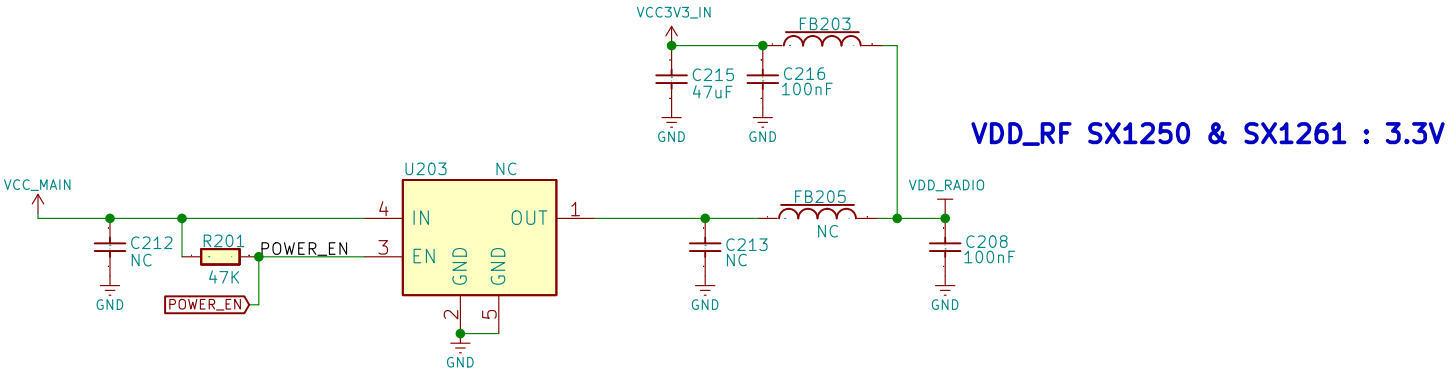 VCC3V3_IN
FB203
C215
47uF
C216
100nF
GND
GND
VDD_RF SX1250 & SX1261 : 3.3V
VCC_MAIN
U203
NC
FB205
NC
VDD_RADIO
4
IN
OUT
1
C212
NC
R201
47K
POWER_EN
3
EN
GND
GND
C213
NC
C208
100nF
GND
POWER_EN
2
5
GND
GND
GND